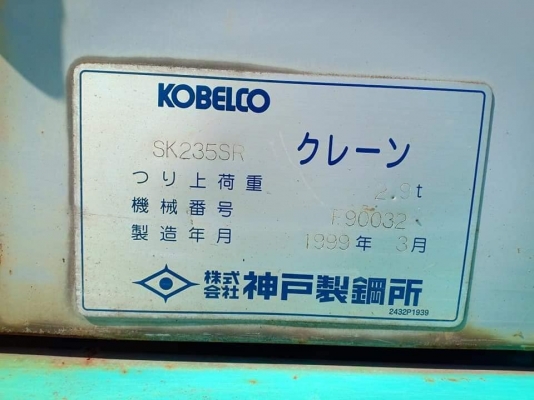 KOBELCO
SK235SR クレーン
つり上荷重 2.9t
機械番号
製造年月 1999年 3月
株式会社 神戸製鋼所
2432P1939